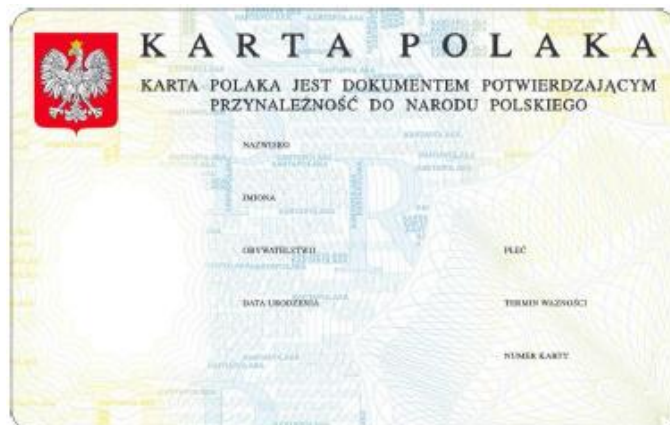 KARTA POLAKA
KARTA POLAKA JEST DOKUMENTEM POTWIERDZAJĄCYM
PRZYNALEŻNOŚĆ DO NARODU POLSKIEGO
NAZWISKO
IMIONA
OBYWATELSTWO
PŁEĆ
DATA URODZENIA
TERMIN WAŻNOŚCI
NUMER KARTY